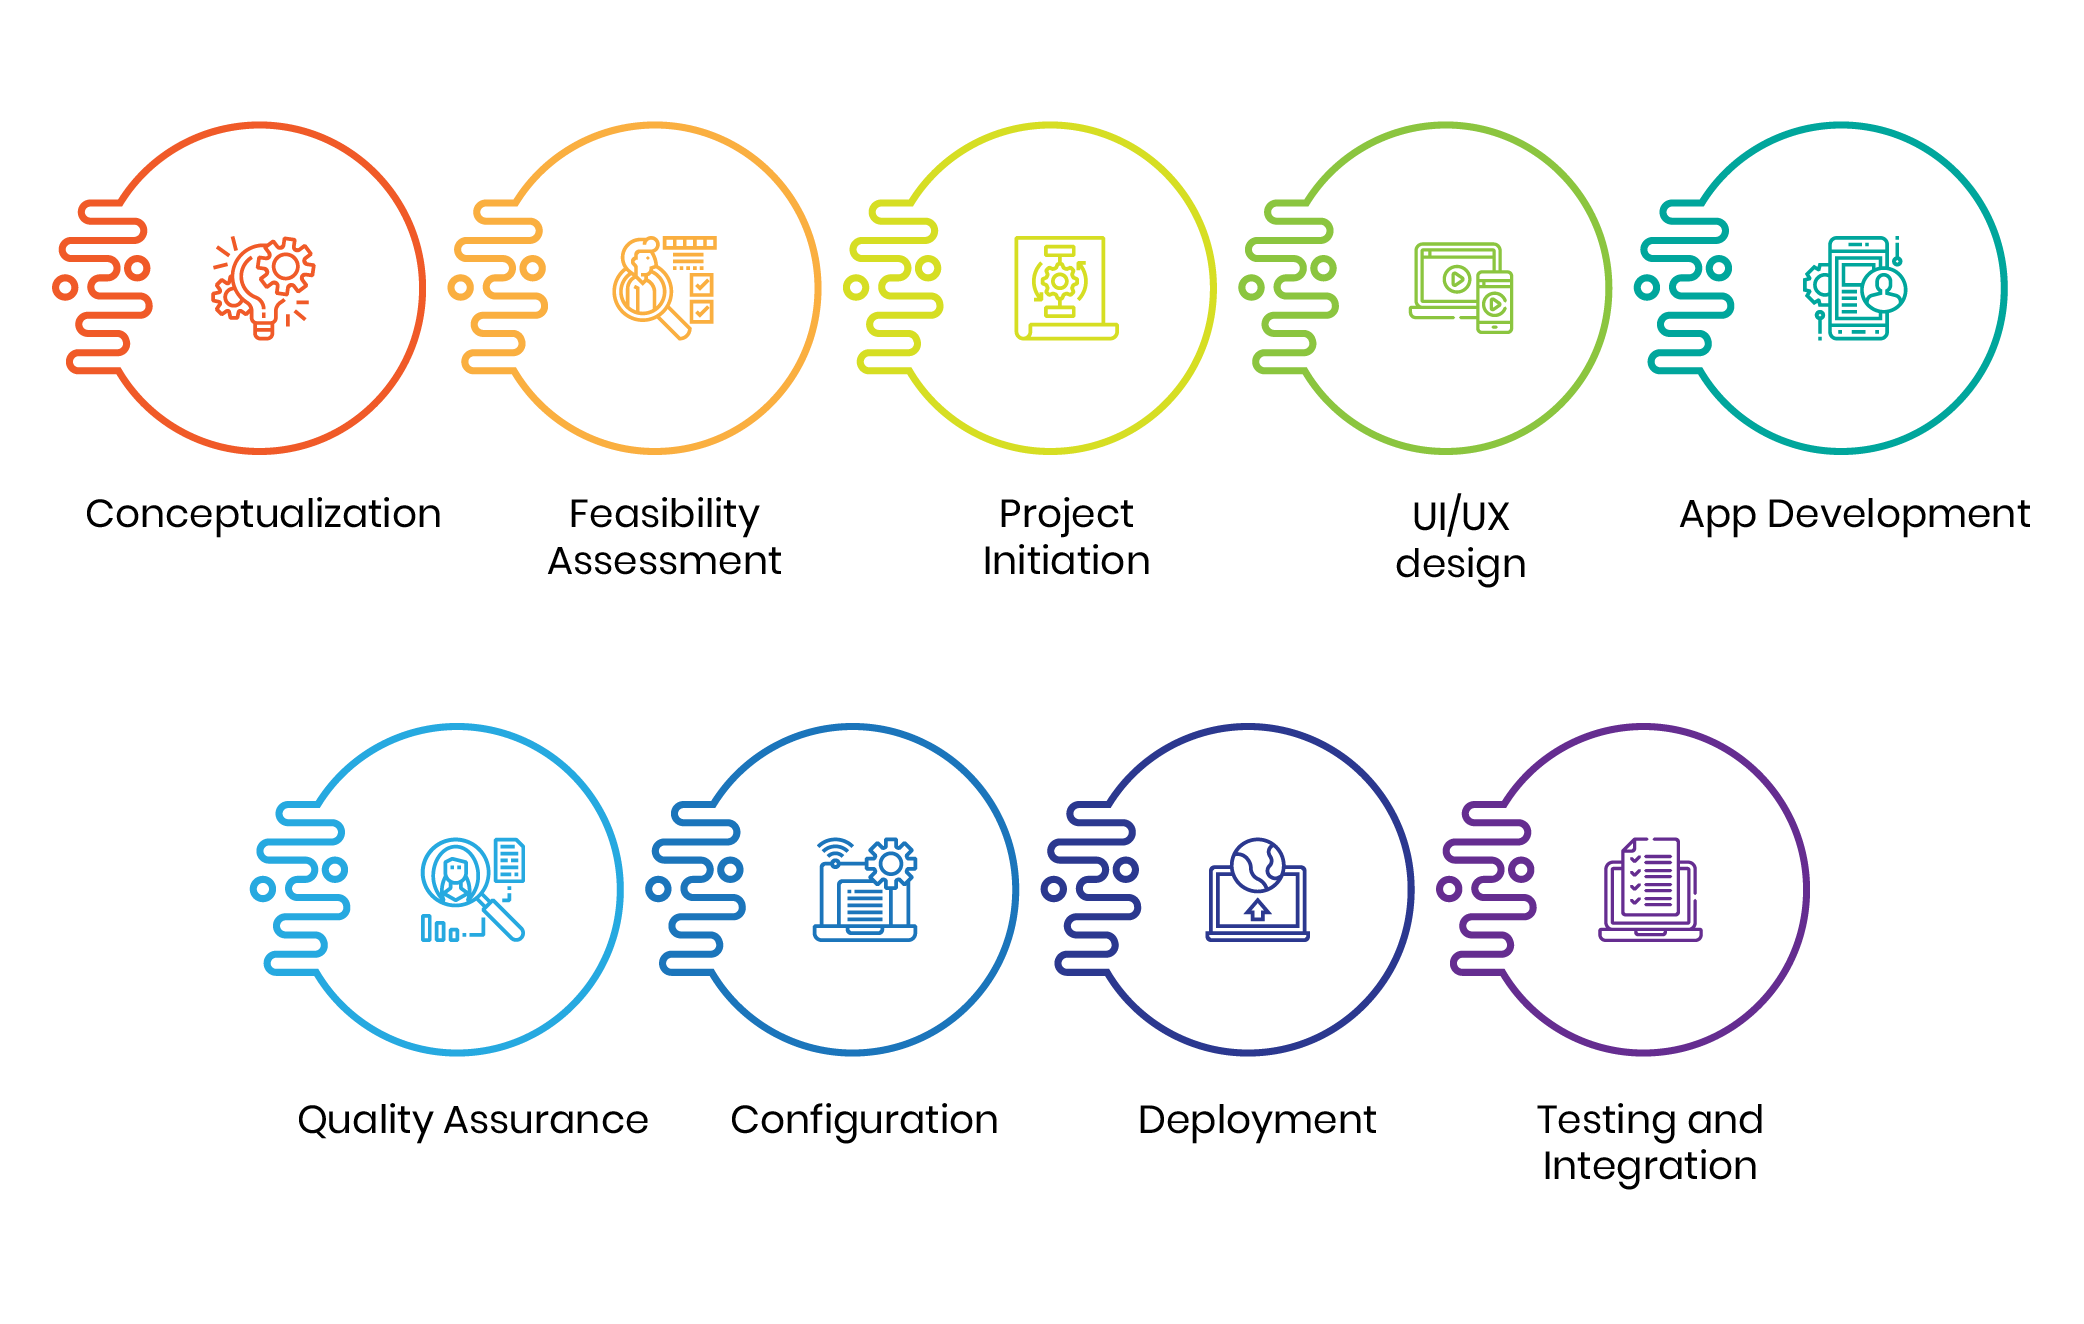 Conceptualization
Feasibility
Assessment
Project
Initiation
UI/UX
design
App Development
Quality Assurance
Configuration
Deployment
Testing and
Integration